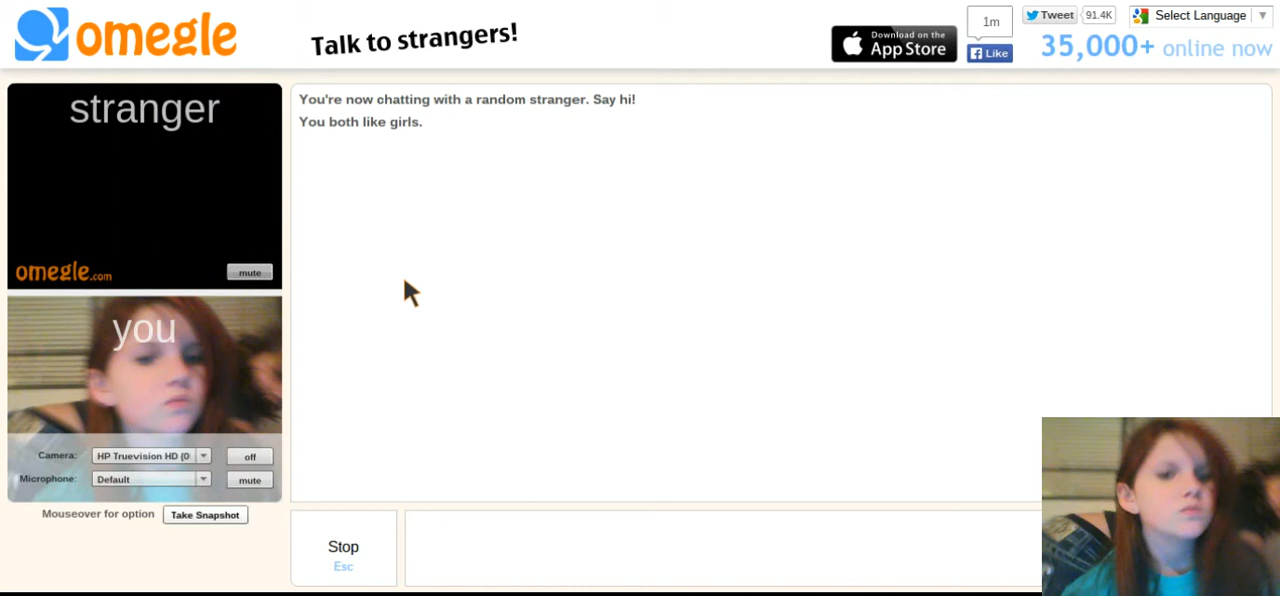 omegle
Talk to strangers!
Download on the
App Store
1m
Like
Tweet
91.4K
Select Language
35,000+ online now
stranger
omegle.com
mute
You're now chatting with a random stranger. Say hi!
You both like girls.
you
Camera:
HP Truevision HD (0
off
Microphone:
Default
mute
Mouseover for option
Take Snapshot
Stop
Esc